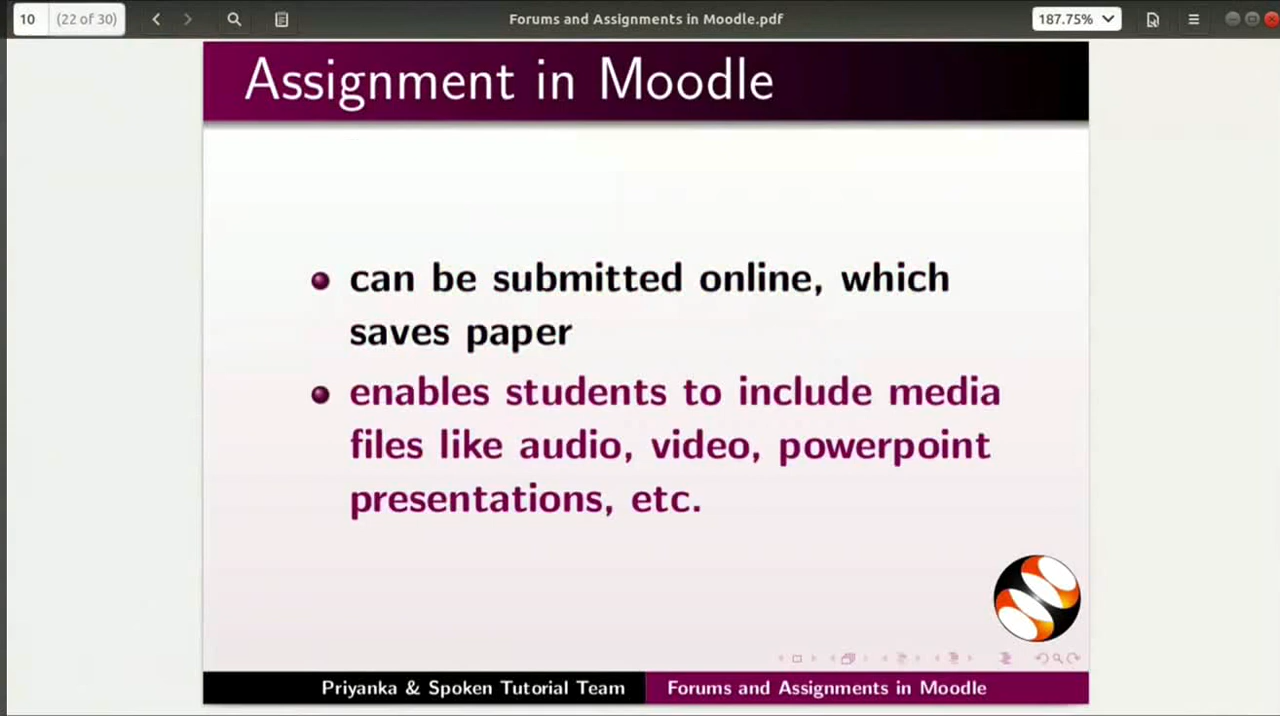 10 (22 of 30) Forums and Assignments in Moodle.pdf 187.75%
Assignment in Moodle
can be submitted online, which
saves paper
enables students to include media
files like audio, video, powerpoint
presentations, etc.
Priyanka & Spoken Tutorial Team Forums and Assignments in Moodle